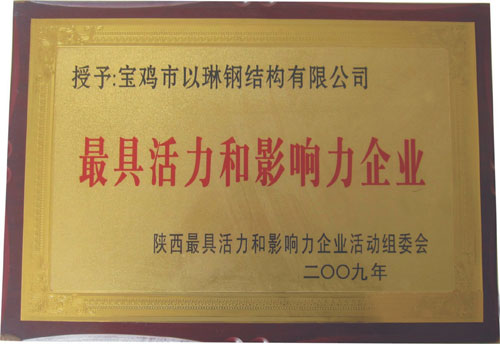 授予:宝鸡市以琳钢结构有限公司
最具活力和影响力企业
陕西最具活力和影响力企业活动组委会
二〇〇九年